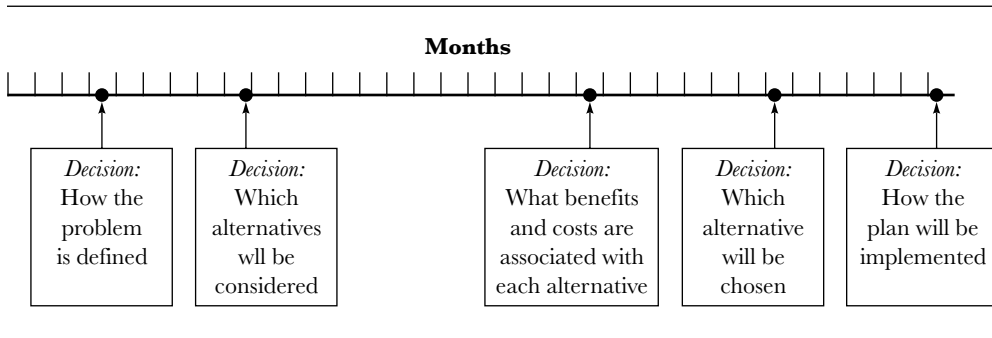 Months
Decision:
How the
problem
is defined
Decision:
Which
alternatives
wll be
considered
Decision:
What benefits
and costs are
associated with
each alternative
Decision:
Which
alternative
will be
chosen
Decision:
How the
plan will be
implemented